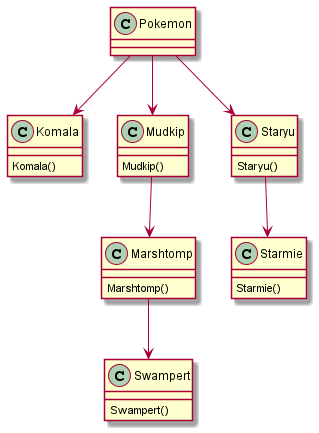 C Pokemon
C Komala
Komala()
C Mudkip
Mudkip()
C Staryu
Staryu()
C Marshtomp
Marshtomp()
C Starmie
Starmie()
C Swampert
Swampert()